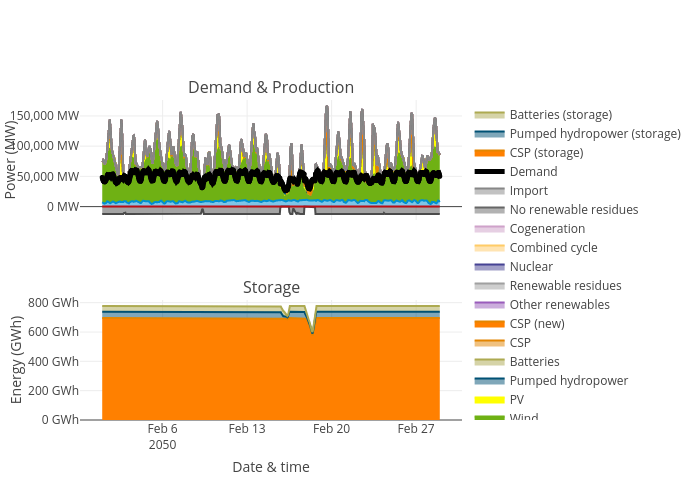 Demand & Production
Power (MW)
150,000 MW
100,000 MW
50,000 MW
0 MW
Storage
Energy (GWh)
800 GWh
600 GWh
400 GWh
200 GWh
0 GWh
Feb 6
2050
Feb 13
Feb 20
Feb 27
Date & time
Batteries (storage)
Pumped hydropower (storage)
CSP (storage)
Demand
Import
No renewable residues
Cogeneration
Combined cycle
Nuclear
Renewable residues
Other renewables
CSP (new)
CSP
Batteries
Pumped hydropower
PV
Wind